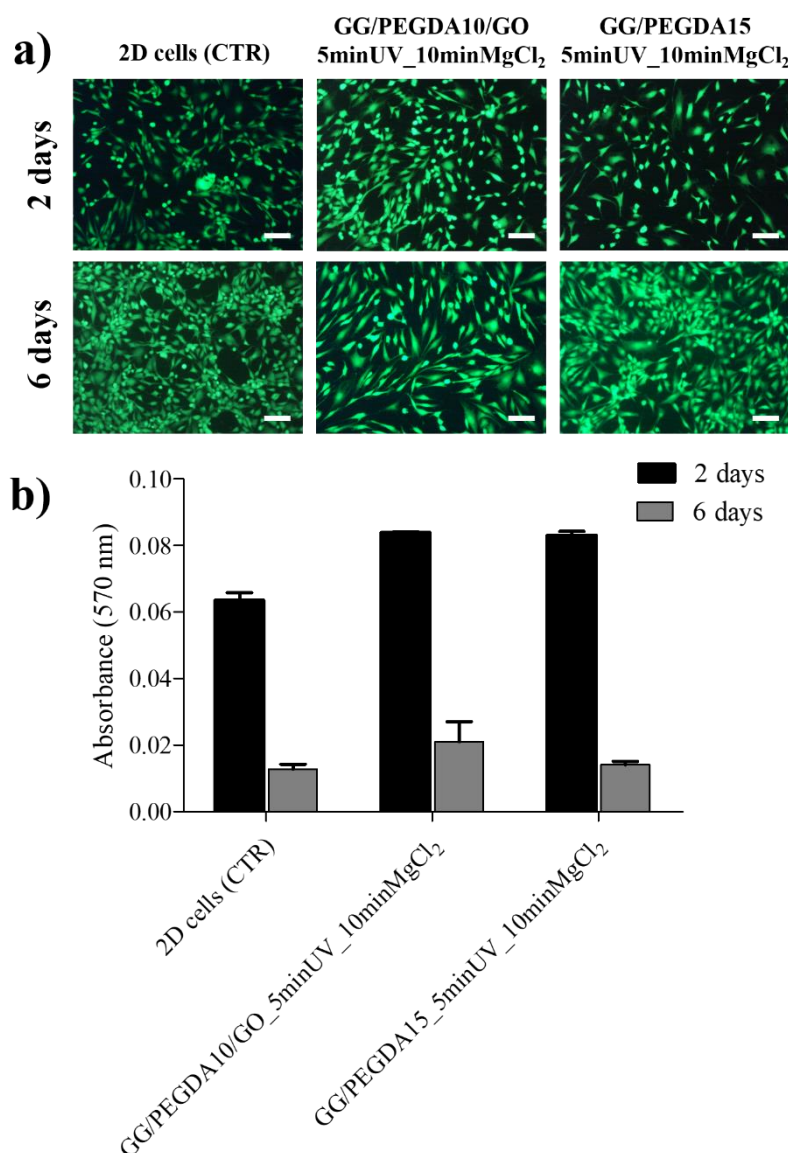 a)
2D cells (CTR)
GG/PEGDA10/GO
5minUV_10minMgCl₂
GG/PEGDA15
5minUV_10minMgCl₂
2 days
6 days
b)
2 days
6 days
Absorbance (570 nm)
0.10
0.08
0.06
0.04
0.02
0.00
2D cells (CTR)
GG/PEGDA10/GO_5minUV_10minMgCl₂
GG/PEGDA15_5minUV_10minMgCl₂